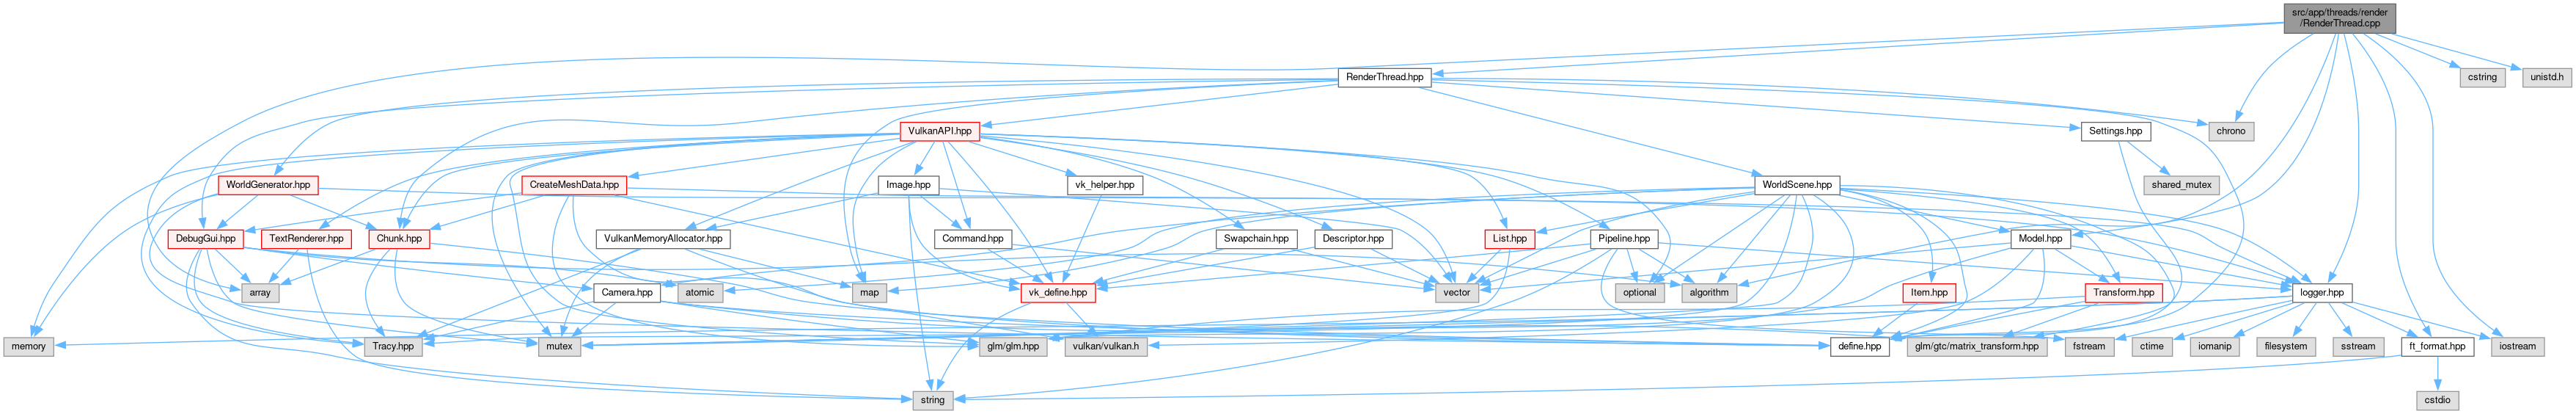 src/app/threads/render
/RenderThread.cpp
RenderThread.hpp
cstring
unistd.h
VulkanAPI.hpp
Settings.hpp
chrono
WorldGenerator.hpp
CreateMeshData.hpp
Image.hpp
vk_helper.hpp
WorldScene.hpp
shared_mutex
DebugGui.hpp
TextRenderer.hpp
Chunk.hpp
VulkanMemoryAllocator.hpp
Command.hpp
Swapchain.hpp
Descriptor.hpp
List.hpp
Pipeline.hpp
Model.hpp
array
Camera.hpp
atomic
map
vk_define.hpp
vector
optional
algorithm
Item.hpp
Transform.hpp
logger.hpp
memory
Tracy.hpp
mutex
glm/glm.hpp
vulkan/vulkan.h
define.hpp
glm/gtc/matrix_transform.hpp
fstream
ctime
iomanip
filesystem
sstream
ft_format.hpp
iostream
string
cstdio